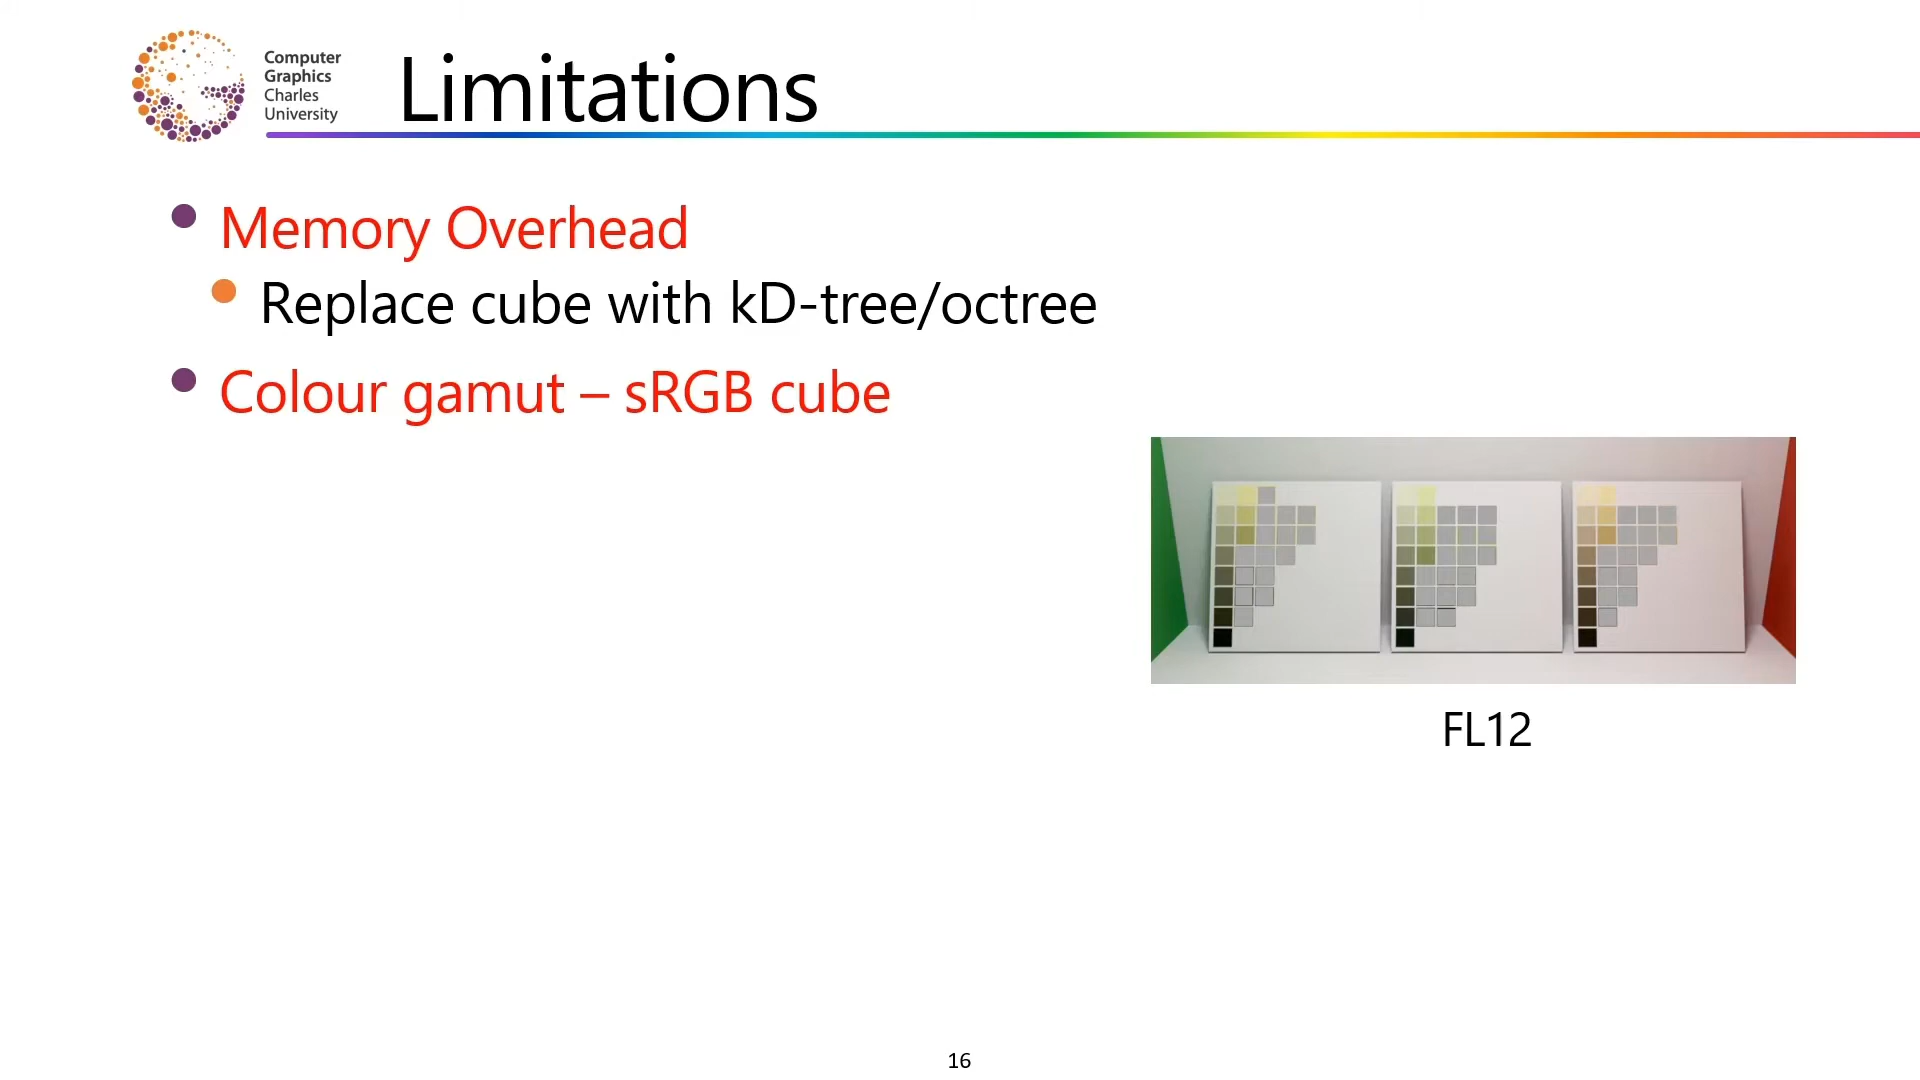 Computer
Graphics
Charles
University
Limitations
Memory Overhead
Replace cube with kD-tree/octree
Colour gamut – sRGB cube
FL12
16